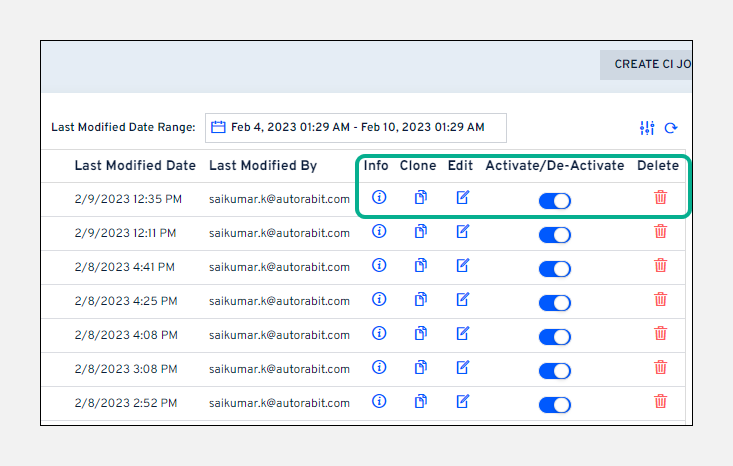 CREATE CI JO
Last Modified Date Range: Feb 4, 2023 01:29 AM - Feb 10, 2023 01:29 AM
Last Modified Date Last Modified By Info Clone Edit Activate/De-Activate Delete
2/9/2023 12:35 PM saikumar.k@autorabit.com
2/9/2023 12:11 PM saikumar.k@autorabit.com
2/8/2023 4:41 PM saikumar.k@autorabit.com
2/8/2023 4:25 PM saikumar.k@autorabit.com
2/8/2023 4:08 PM saikumar.k@autorabit.com
2/8/2023 3:08 PM saikumar.k@autorabit.com
2/8/2023 2:52 PM saikumar.k@autorabit.com